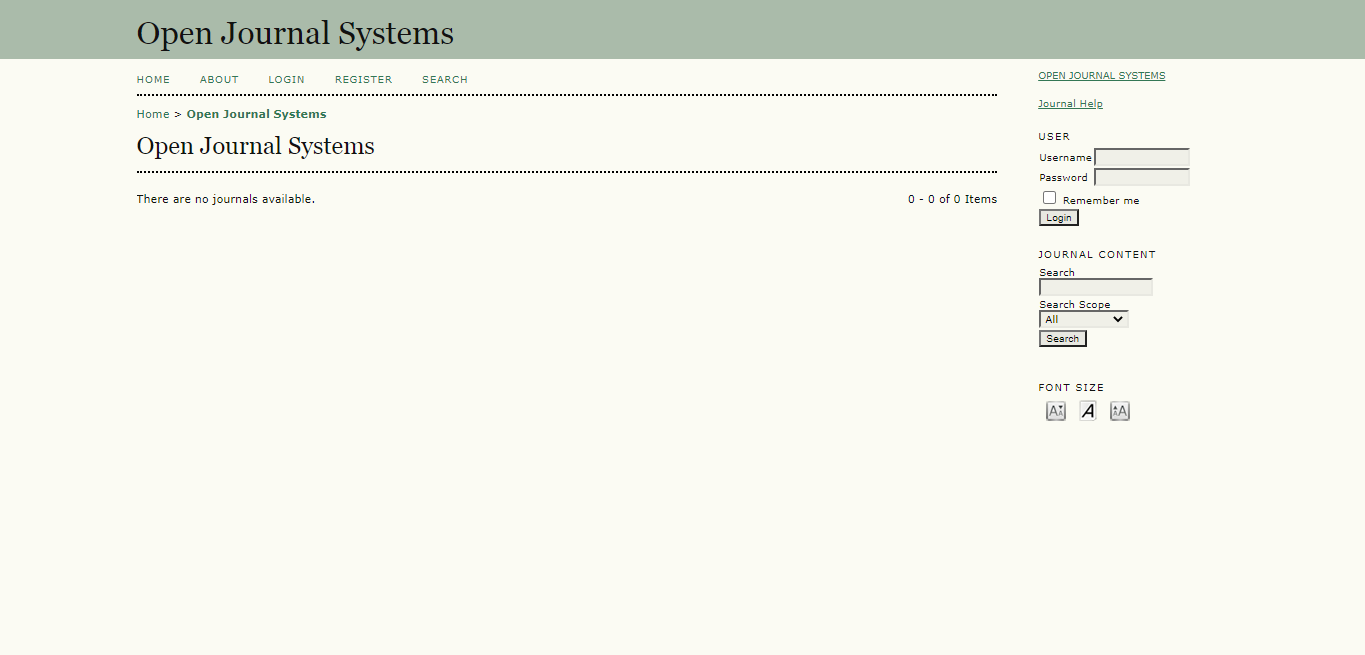 Open Journal Systems
HOME ABOUT LOGIN REGISTER SEARCH
Home > Open Journal Systems
Open Journal Systems
There are no journals available. 0 - 0 of 0 Items
OPEN JOURNAL SYSTEMS
Journal Help
USER
Username
Password
Remember me
Login
JOURNAL CONTENT
Search
Search Scope
All
Search
FONT SIZE